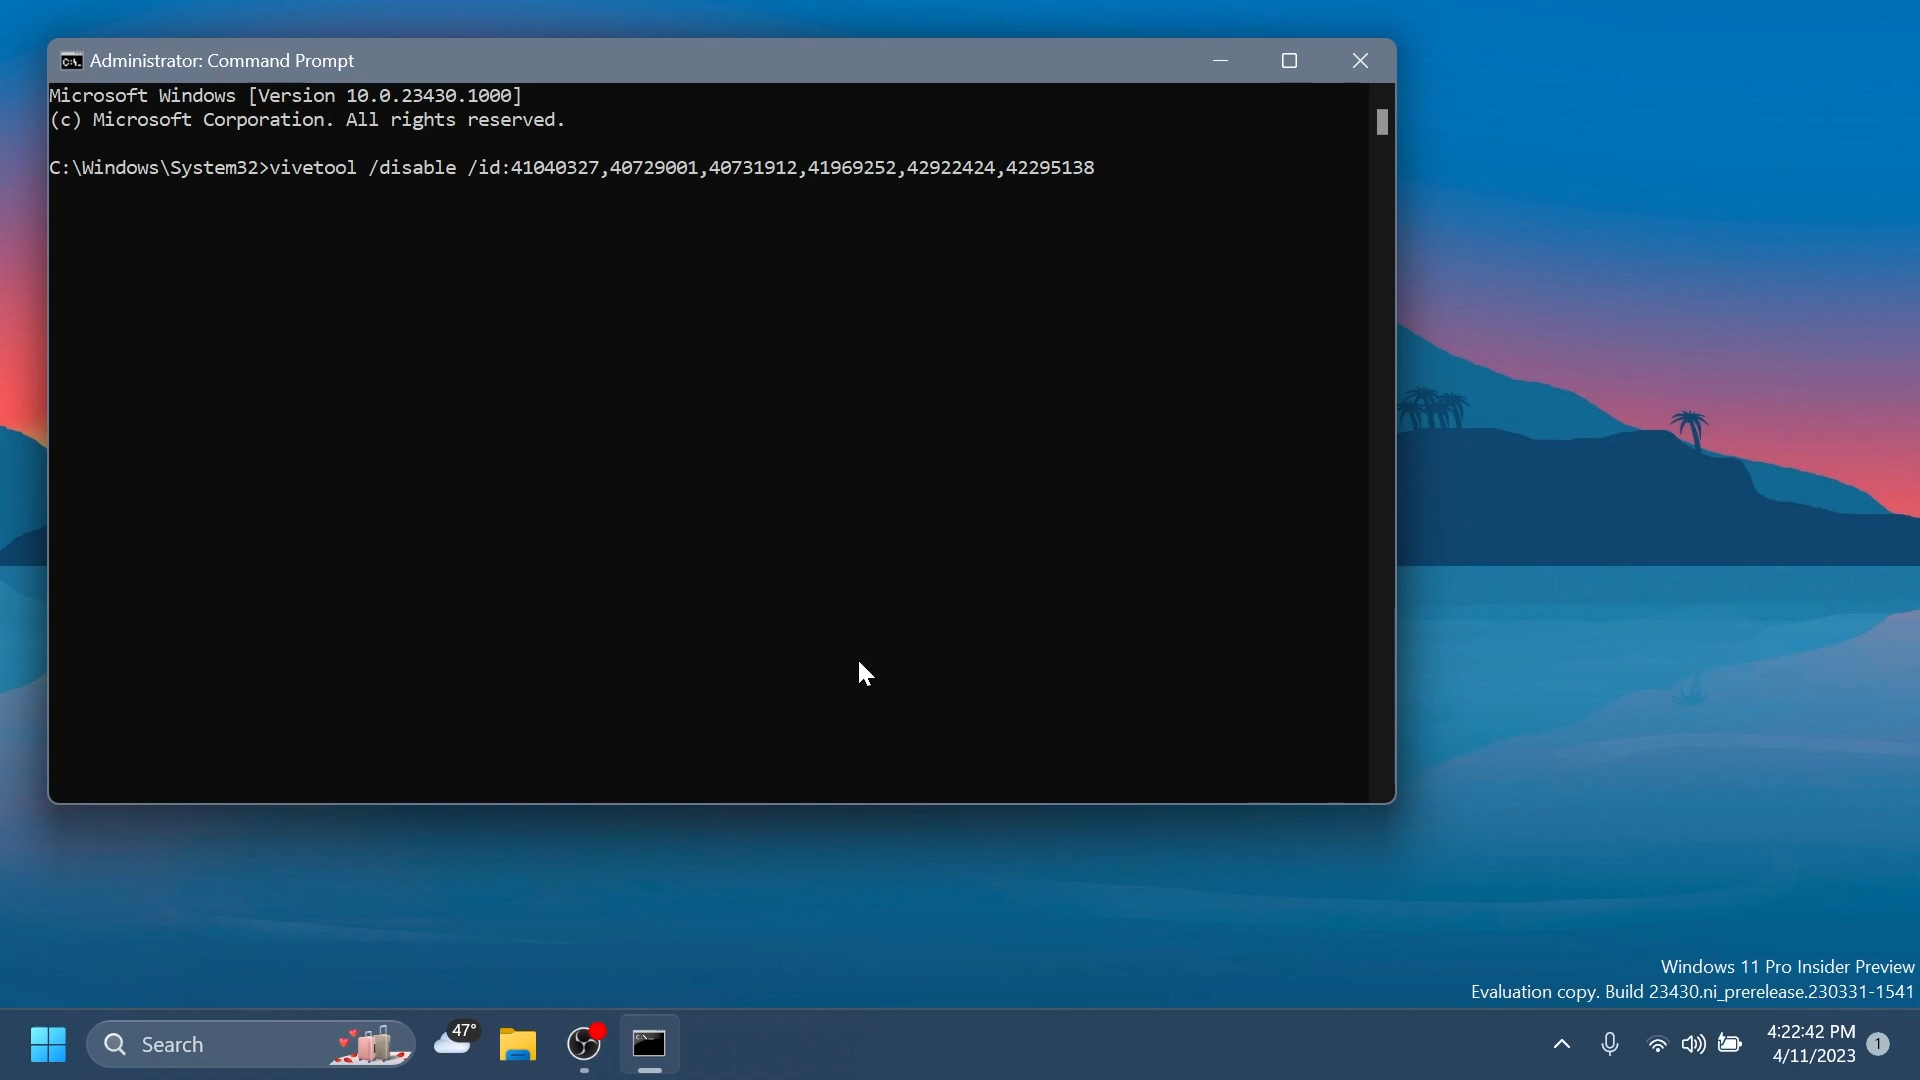 Administrator: Command Prompt
Microsoft Windows [Version 10.0.23430.1000]
(c) Microsoft Corporation. All rights reserved.
C:\Windows\System32>vivetool /disable /id:41040327,40729001,40731912,41969252,42922424,42295138
Windows 11 Pro Insider Preview
Evaluation copy. Build 23430.ni_prerelease.230331-1541
Search
47°
4:22:42 PM
4/11/2023
1